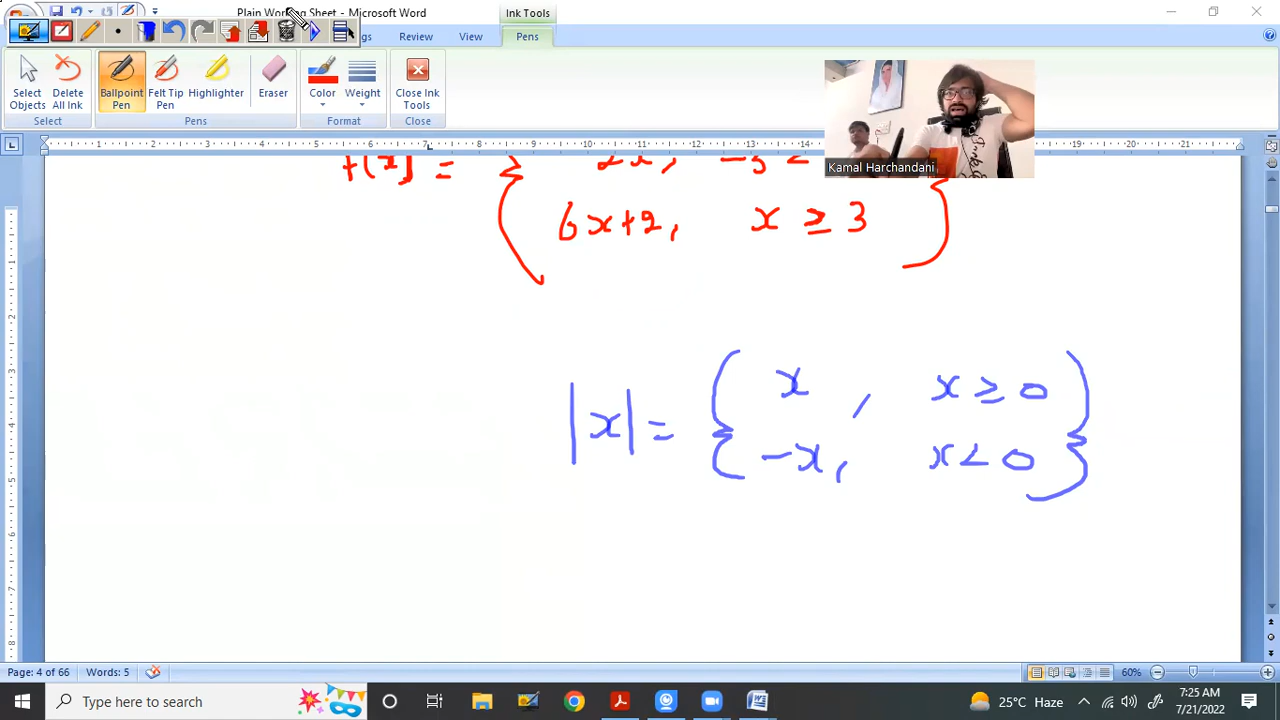 Plain Working Sheet - Microsoft Word
Ink Tools
Review View Pens
Select Objects
Delete All Ink
Ballpoint Pen
Felt Tip Pen
Highlighter
Eraser
Color
Weight
Close Ink Tools
Select
Pens
Format
Close
Kamal Harchandani
6x+2, x ≥ 3
|x| = { x , x ≥ 0
-x, x < 0 }
Page: 4 of 66 Words: 5 60%
Type here to search
25°C Haze
7:25 AM
7/21/2022